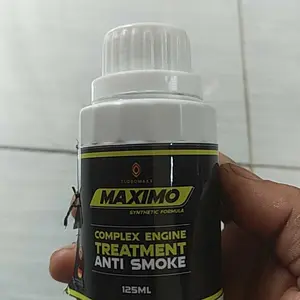 MAXIMO
SYNTHETIC FORMULA
COMPLEX ENGINE
TREATMENT
ANTI SMOKE
125ML